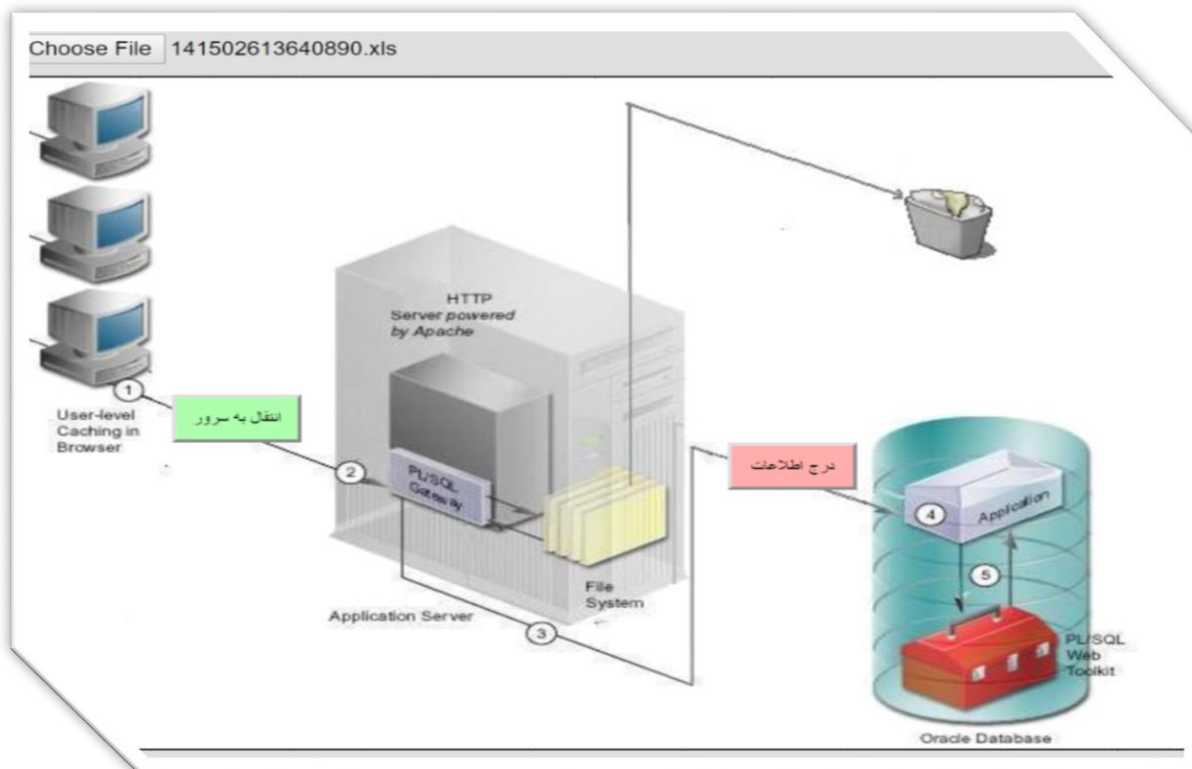 Choose File 141502613640890.xls
HTTP
Server powered
by Apache
1
User-level
Caching in
Browser
انتقال به سرور
2
PL/SQL
Gateway
درج اطلاعات
4
Application
5
File
System
Application Server
3
PL/SQL
Web
Toolkit
Oracle Database